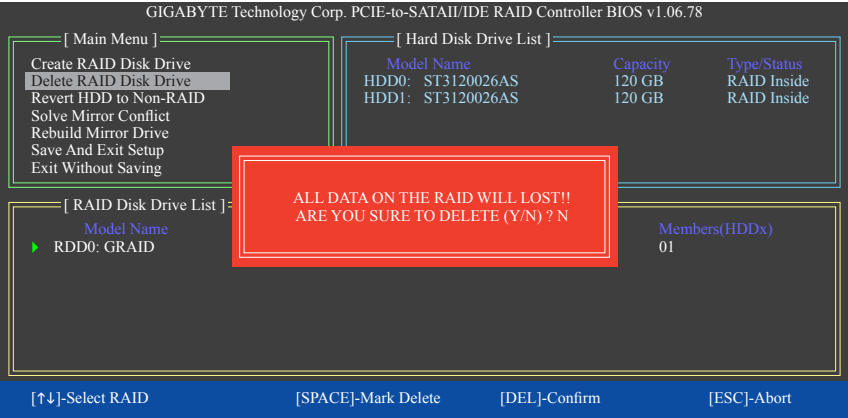 GIGABYTE Technology Corp. PCIE-to-SATAII/IDE RAID Controller BIOS v1.06.78
[ Main Menu ]
Create RAID Disk Drive
Delete RAID Disk Drive
Revert HDD to Non-RAID
Solve Mirror Conflict
Rebuild Mirror Drive
Save And Exit Setup
Exit Without Saving
[ Hard Disk Drive List ]
Model Name Capacity Type/Status
HDD0: ST3120026AS 120 GB RAID Inside
HDD1: ST3120026AS 120 GB RAID Inside
ALL DATA ON THE RAID WILL LOST!!
ARE YOU SURE TO DELETE (Y/N) ? N
[ RAID Disk Drive List ]
Model Name Members(HDDx)
RDD0: GRAID 01
[↑↓]-Select RAID [SPACE]-Mark Delete [DEL]-Confirm [ESC]-Abort